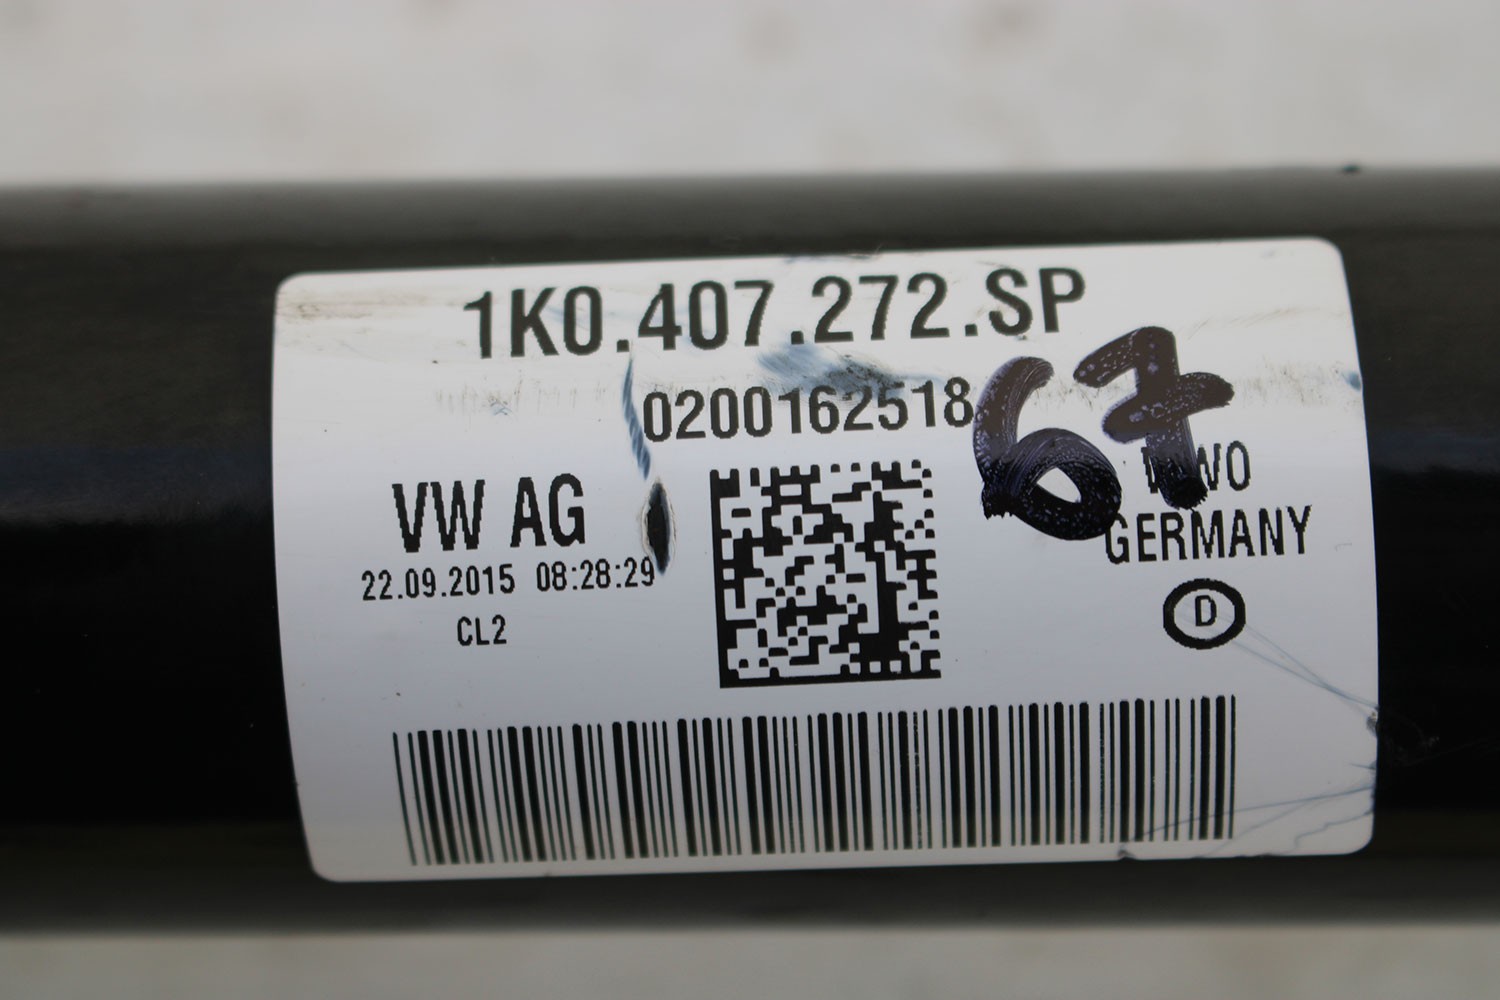 1K0.407.272.SP
0200162518
67
VW AG
22.09.2015 08:28:29
CL2
GERMANY
D